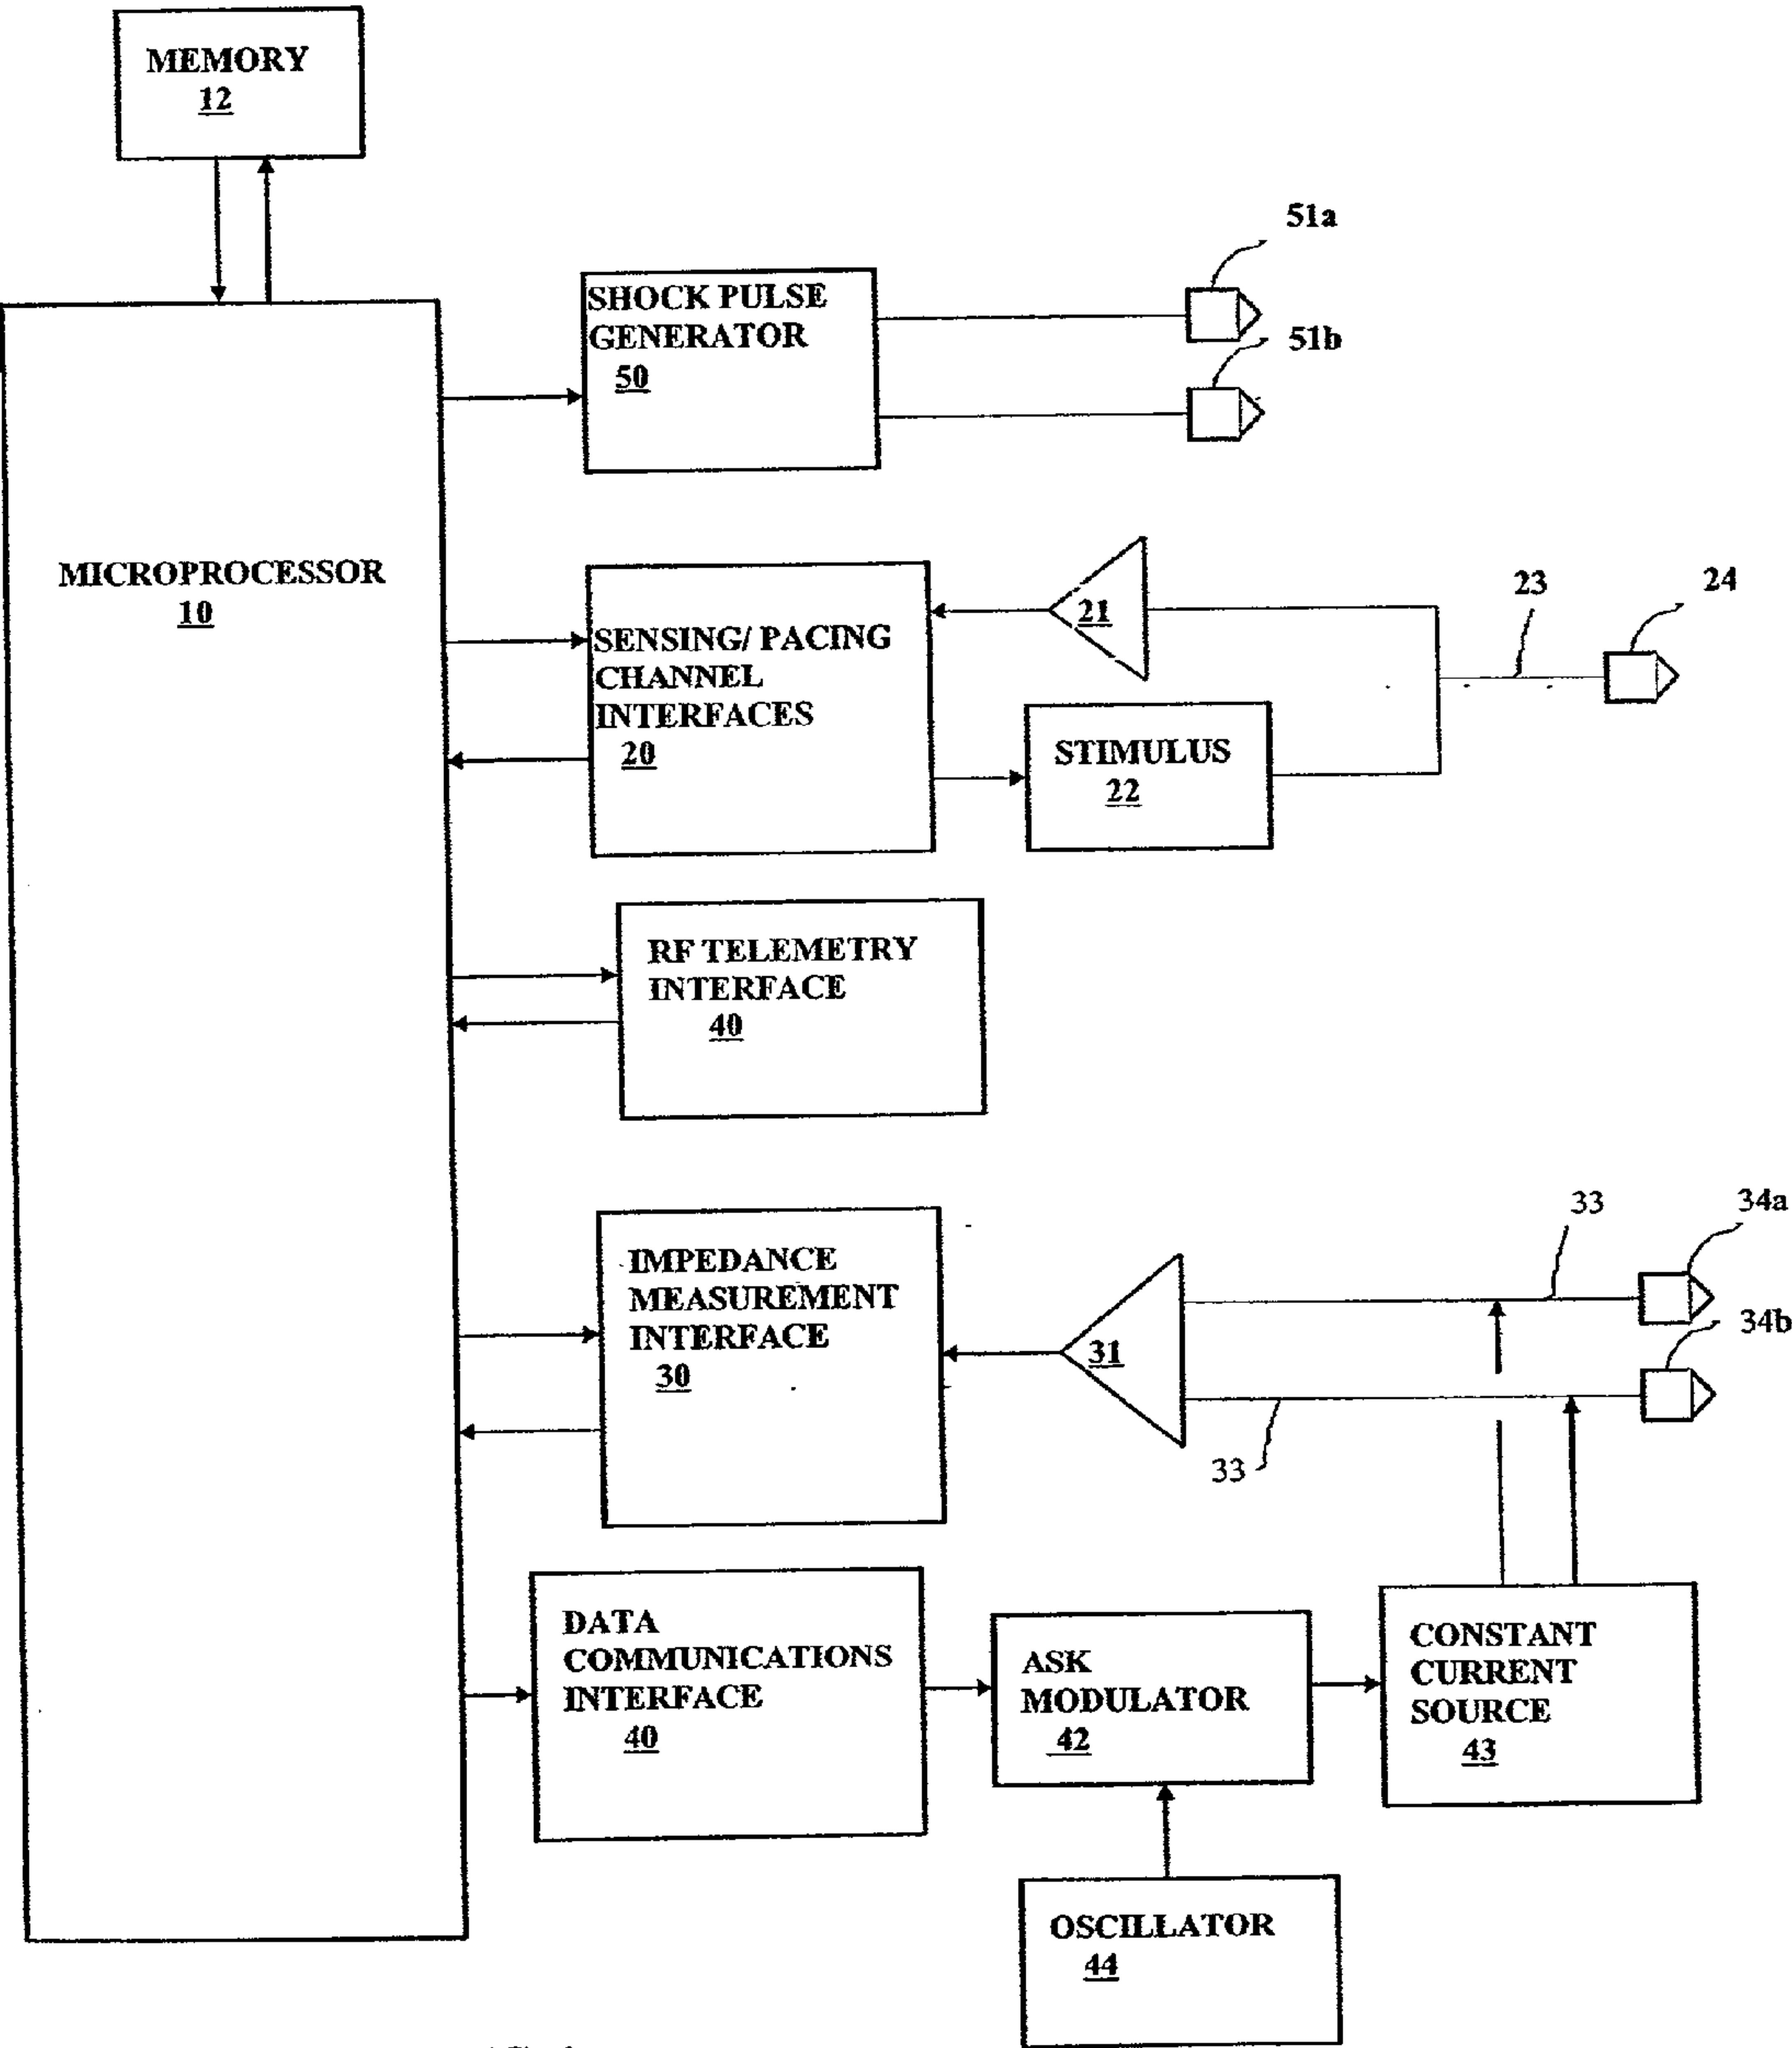 MEMORY
12
51a
SHOCK PULSE
GENERATOR
50
51b
MICROPROCESSOR
10
21
23
24
SENSING/ PACING
CHANNEL
INTERFACES
20
STIMULUS
22
RF TELEMETRY
INTERFACE
40
33
34a
IMPEDANCE
MEASUREMENT
INTERFACE
30
31
34b
33
DATA
COMMUNICATIONS
INTERFACE
40
ASK
MODULATOR
42
CONSTANT
CURRENT
SOURCE
43
OSCILLATOR
44